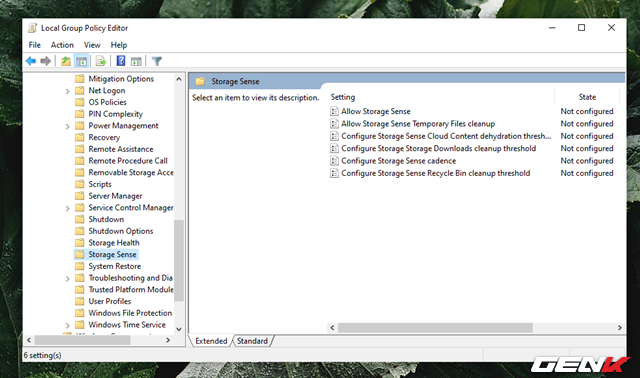 Local Group Policy Editor
File Action View Help
Mitigation Options
Net Logon
OS Policies
PIN Complexity
Power Management
Recovery
Remote Assistance
Remote Procedure Call
Removable Storage Acce
Scripts
Server Manager
Service Control Manager
Shutdown
Shutdown Options
Storage Health
Storage Sense
System Restore
Troubleshooting and Dia
Trusted Platform Module
User Profiles
Windows File Protection
Windows Time Service
Storage Sense
Select an item to view its description.
Setting State
Allow Storage Sense Not configured
Allow Storage Sense Temporary Files cleanup Not configured
Configure Storage Sense Cloud Content dehydration thresh... Not configured
Configure Storage Sense Storage Downloads cleanup threshold Not configured
Configure Storage Sense cadence Not configured
Configure Storage Sense Recycle Bin cleanup threshold Not configured
Extended Standard
6 setting(s)
GENK